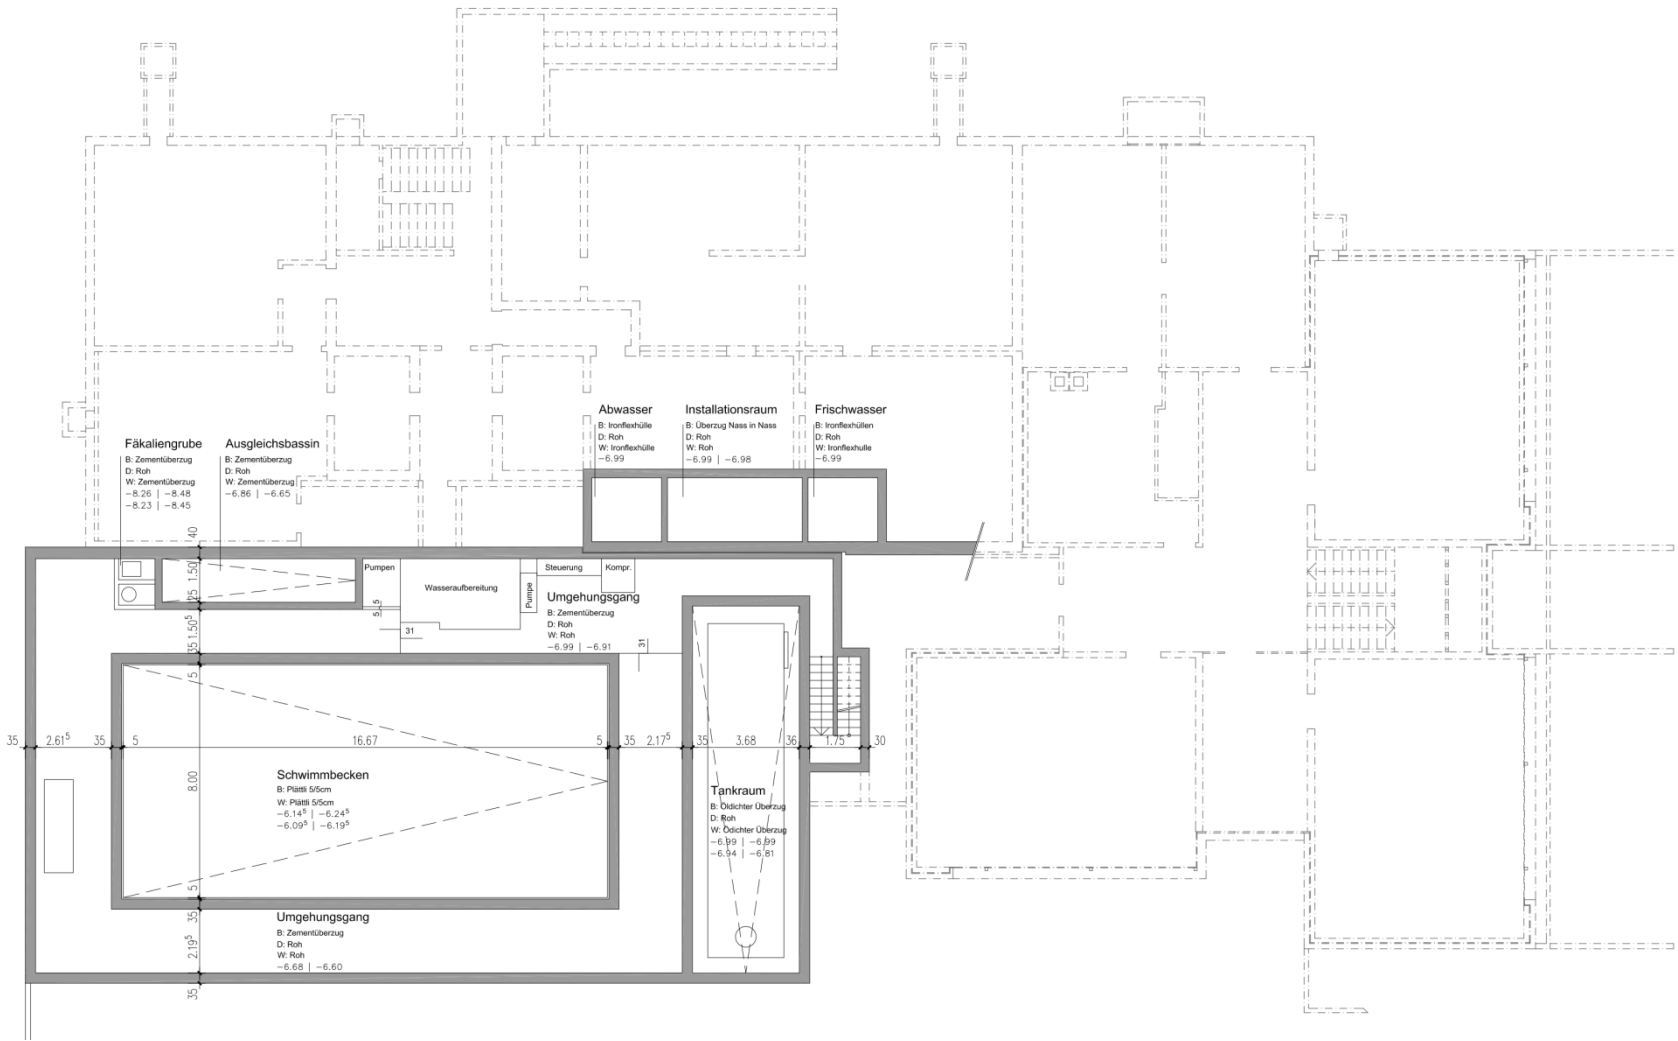 Abwasser
B: Ironflexhülle
D: Roh
W: Ironflexhülle
−6.99
Installationsraum
B: Überzug Nass in Nass
D: Roh
W: Roh
−6.99 | −6.98
Frischwasser
B: Ironflexhüllen
D: Roh
W: Ironflexhulle
−6.99
Fäkaliengrube
B: Zementüberzug
D: Roh
W: Zementüberzug
−8.26 | −8.48
−8.23 | −8.45
Ausgleichsbassin
B: Zementüberzug
D: Roh
W: Zementüberzug
−6.86 | −6.65
40
1.50
25
1.50⁵
35
5
8.00
5
35
2.19⁵
35
Pumpen
Wasseraufbereitung
Steuerung
Kompr.
Pumpe
5 5
31
31
Umgehungsgang
B: Zementüberzug
D: Roh
W: Roh
−6.99 | −6.91
35 2.61⁵ 35 5 16.67 5 35 2.17⁵ 35 3.68 36 1.75 30
Schwimmbecken
B: Plättli 5/5cm
W: Plättli 5/5cm
−6.14⁵ | −6.24⁵
−6.09⁵ | −6.19⁵
Tankraum
B: Öldichter Überzug
D: Roh
W: Ödichter Überzug
−6.99 | −6.99
−6.94 | −6.81
Umgehungsgang
B: Zementüberzug
D: Roh
W: Roh
−6.68 | −6.60